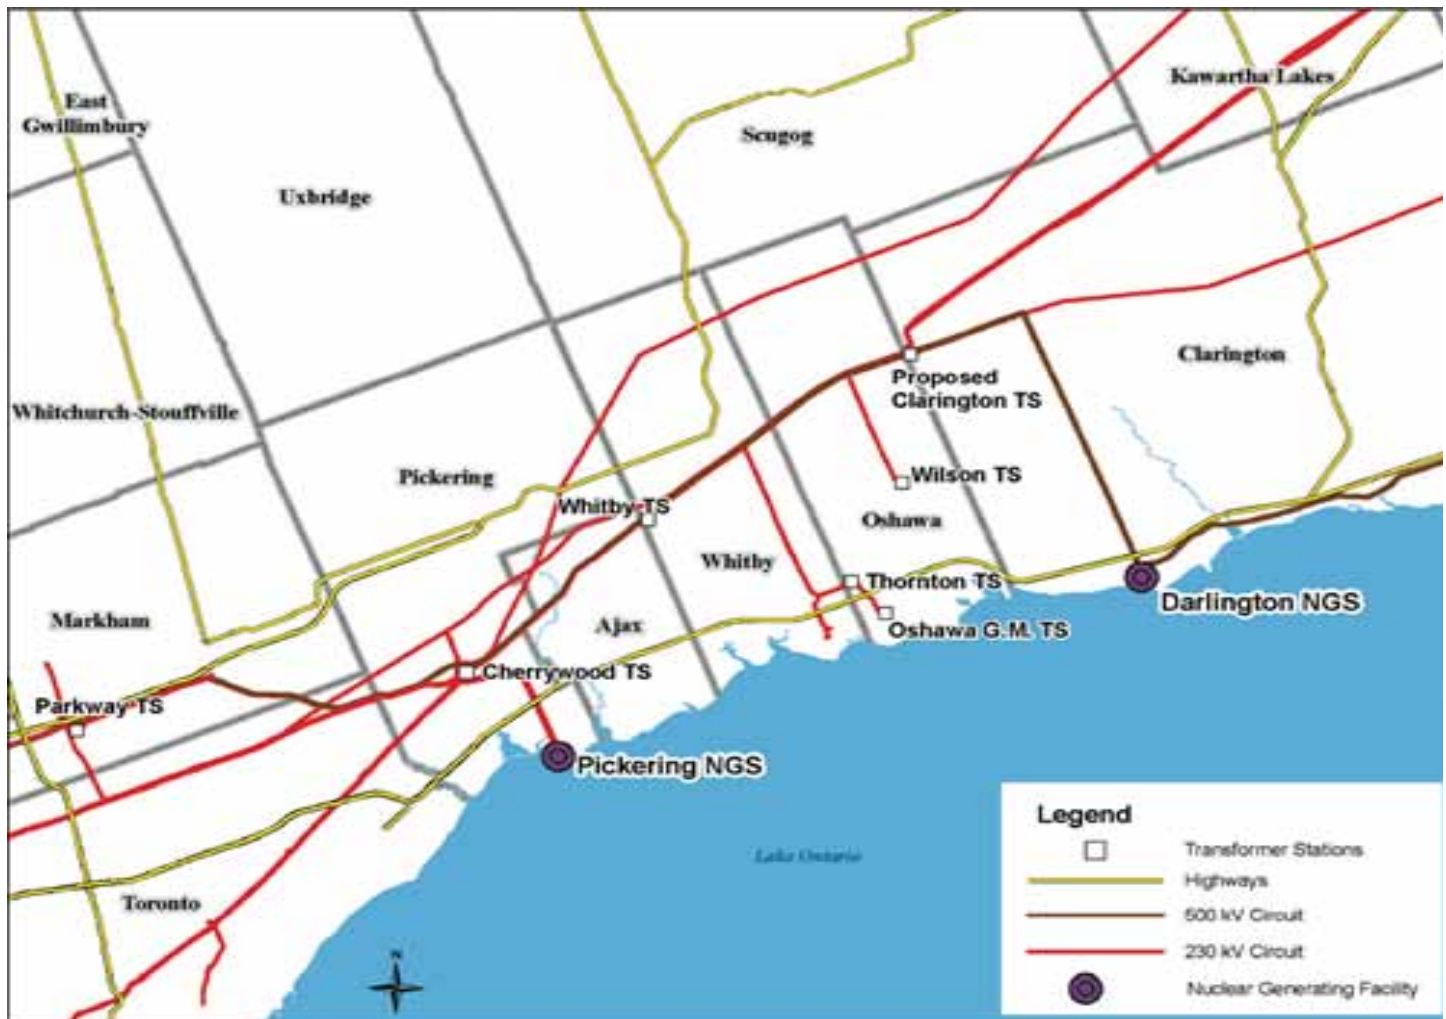 East
Gwillimbury
Kawartha Lakes
Scugog
Uxbridge
Whitchurch-Stouffville
Clarington
Proposed
Clarington TS
Pickering
Wilson TS
Whitby TS
Oshawa
Whitby
Thornton TS
Darlington NGS
Markham
Ajax
Oshawa G.M. TS
Cherrywood TS
Parkway TS
Pickering NGS
Legend
Transformer Stations
Highways
500 kV Circuit
230 kV Circuit
Nuclear Generating Facility
Lake Ontario
Toronto
N